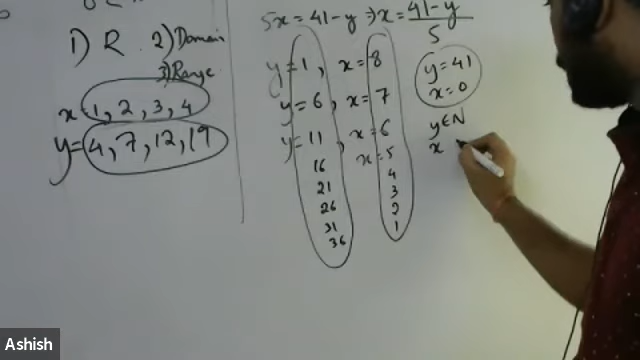 1) R. 2) Domain
3) Range
x = 1, 2, 3, 4
y = 4, 7, 12, 19
5x = 41 - y ⇒ x = 41 - y / 5
y = 1, x = 8
y = 6, x = 7
y = 11, x = 6
16 x = 5
21 4
26 3
31 2
36 1
y = 41
x = 0
y ∈ N
x
Ashish